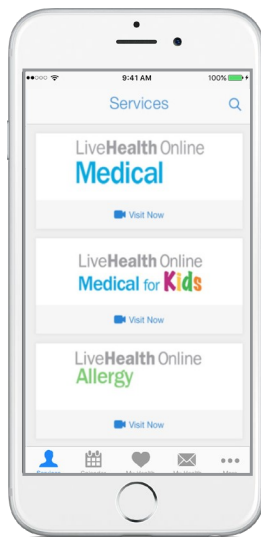 9:41 AM
100%
Services
LiveHealth Online
Medical
Visit Now
LiveHealth Online
Medical for Kids
Visit Now
LiveHealth Online
Allergy
Visit Now